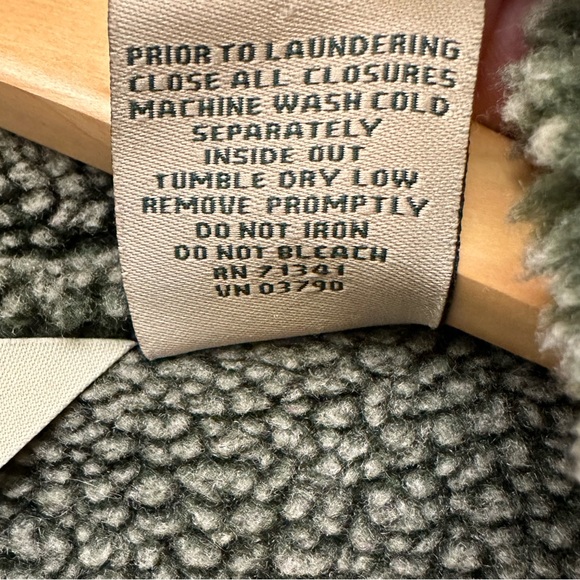 PRIOR TO LAUNDERING
CLOSE ALL CLOSURES
MACHINE WASH COLD
SEPARATELY
INSIDE OUT
TUMBLE DRY LOW
REMOVE PROMPTLY
DO NOT IRON
DO NOT BLEACH
RN 71341
VN 03790